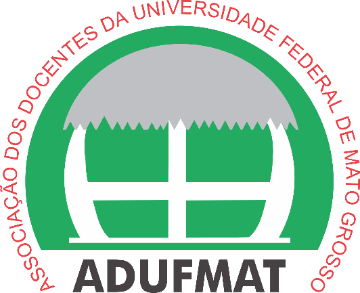 ASSOCIAÇÃO DOS DOCENTES DA UNIVERSIDADE FEDERAL DE MATO GROSSO
ADUFMAT